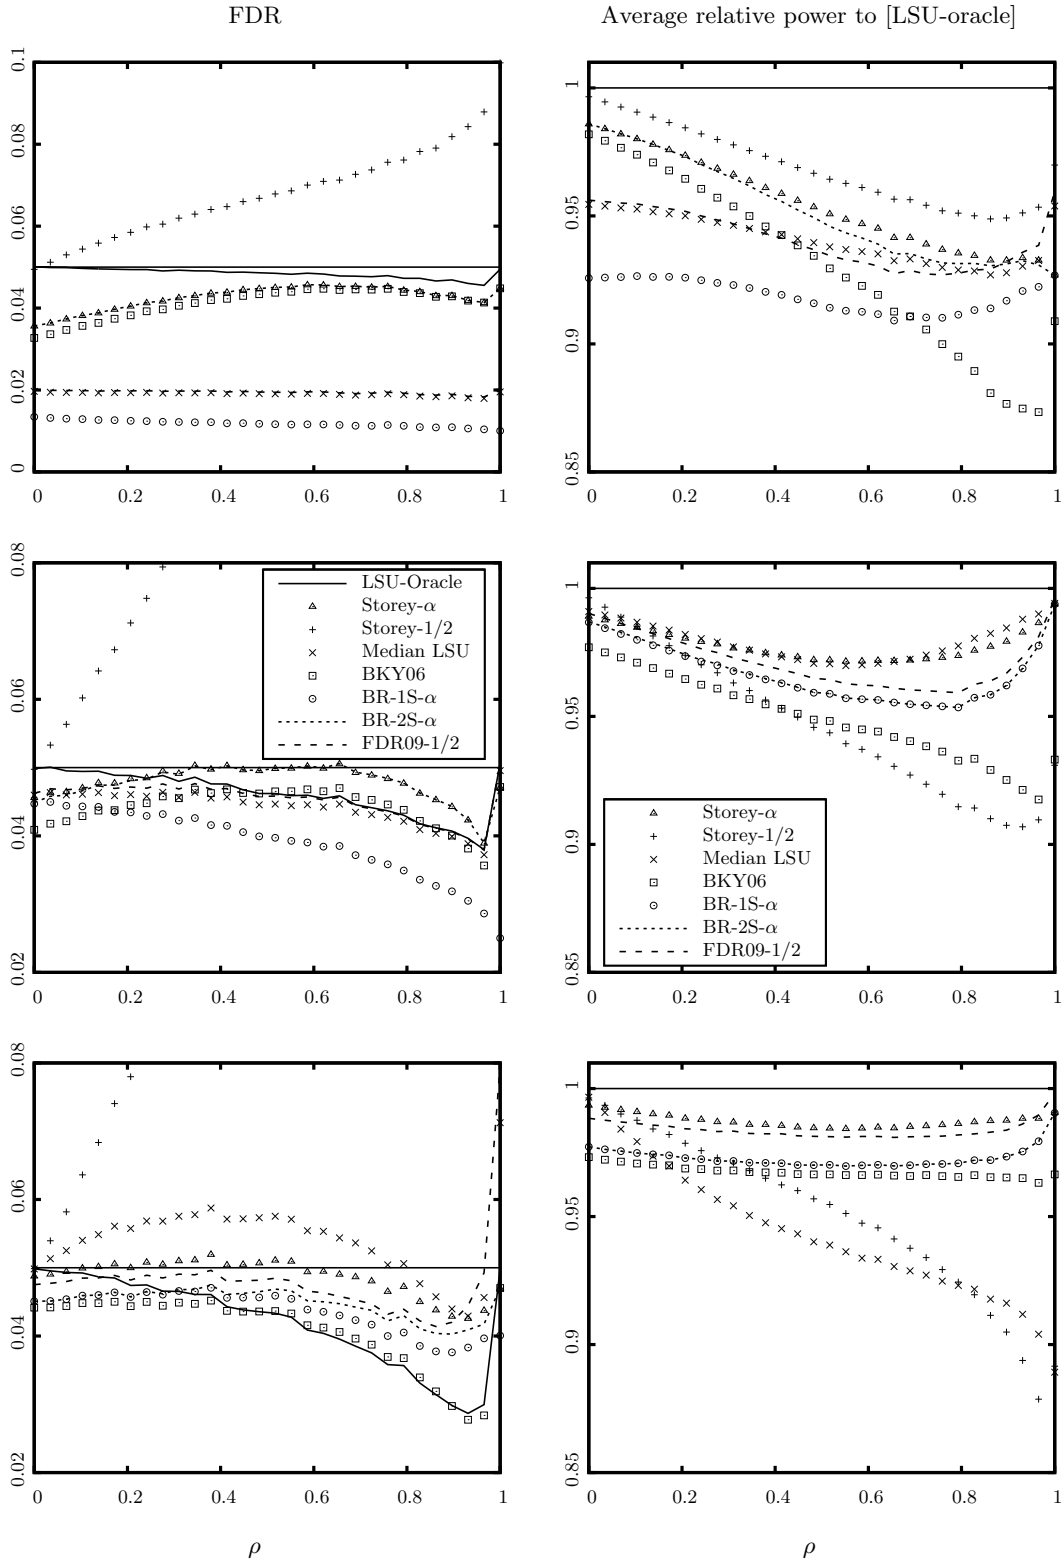 FDR
Average relative power to [LSU-oracle]
0.1
0.08
0.06
0.04
0.02
0
0 0.2 0.4 0.6 0.8 1
1
0.95
0.9
0.85
0 0.2 0.4 0.6 0.8 1
0.08
0.06
0.04
0.02
LSU-Oracle
Storey-α
Storey-1/2
Median LSU
BKY06
BR-1S-α
BR-2S-α
FDR09-1/2
0 0.2 0.4 0.6 0.8 1
1
0.95
0.9
0.85
Storey-α
Storey-1/2
Median LSU
BKY06
BR-1S-α
BR-2S-α
FDR09-1/2
0 0.2 0.4 0.6 0.8 1
0.08
0.06
0.04
0.02
0 0.2 0.4 0.6 0.8 1
ρ
1
0.95
0.9
0.85
0 0.2 0.4 0.6 0.8 1
ρ